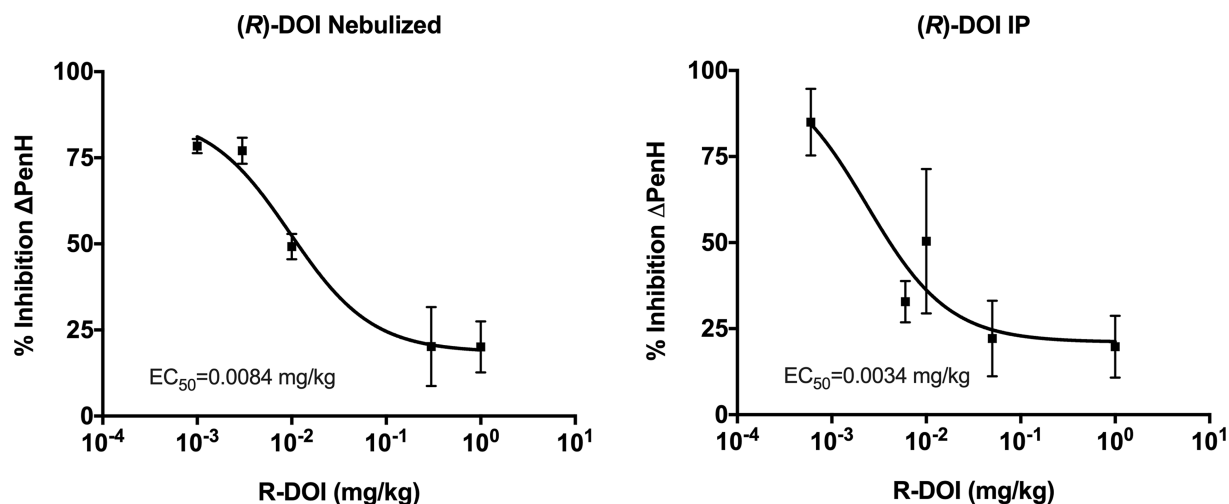 (R)-DOI Nebulized
% Inhibition ΔPenH
100
75
50
25
0
EC50=0.0084 mg/kg
10-4
10-3
10-2
10-1
100
101
R-DOI (mg/kg)
(R)-DOI IP
% Inhibition ΔPenH
100
75
50
25
0
EC50=0.0034 mg/kg
10-4
10-3
10-2
10-1
100
101
R-DOI (mg/kg)